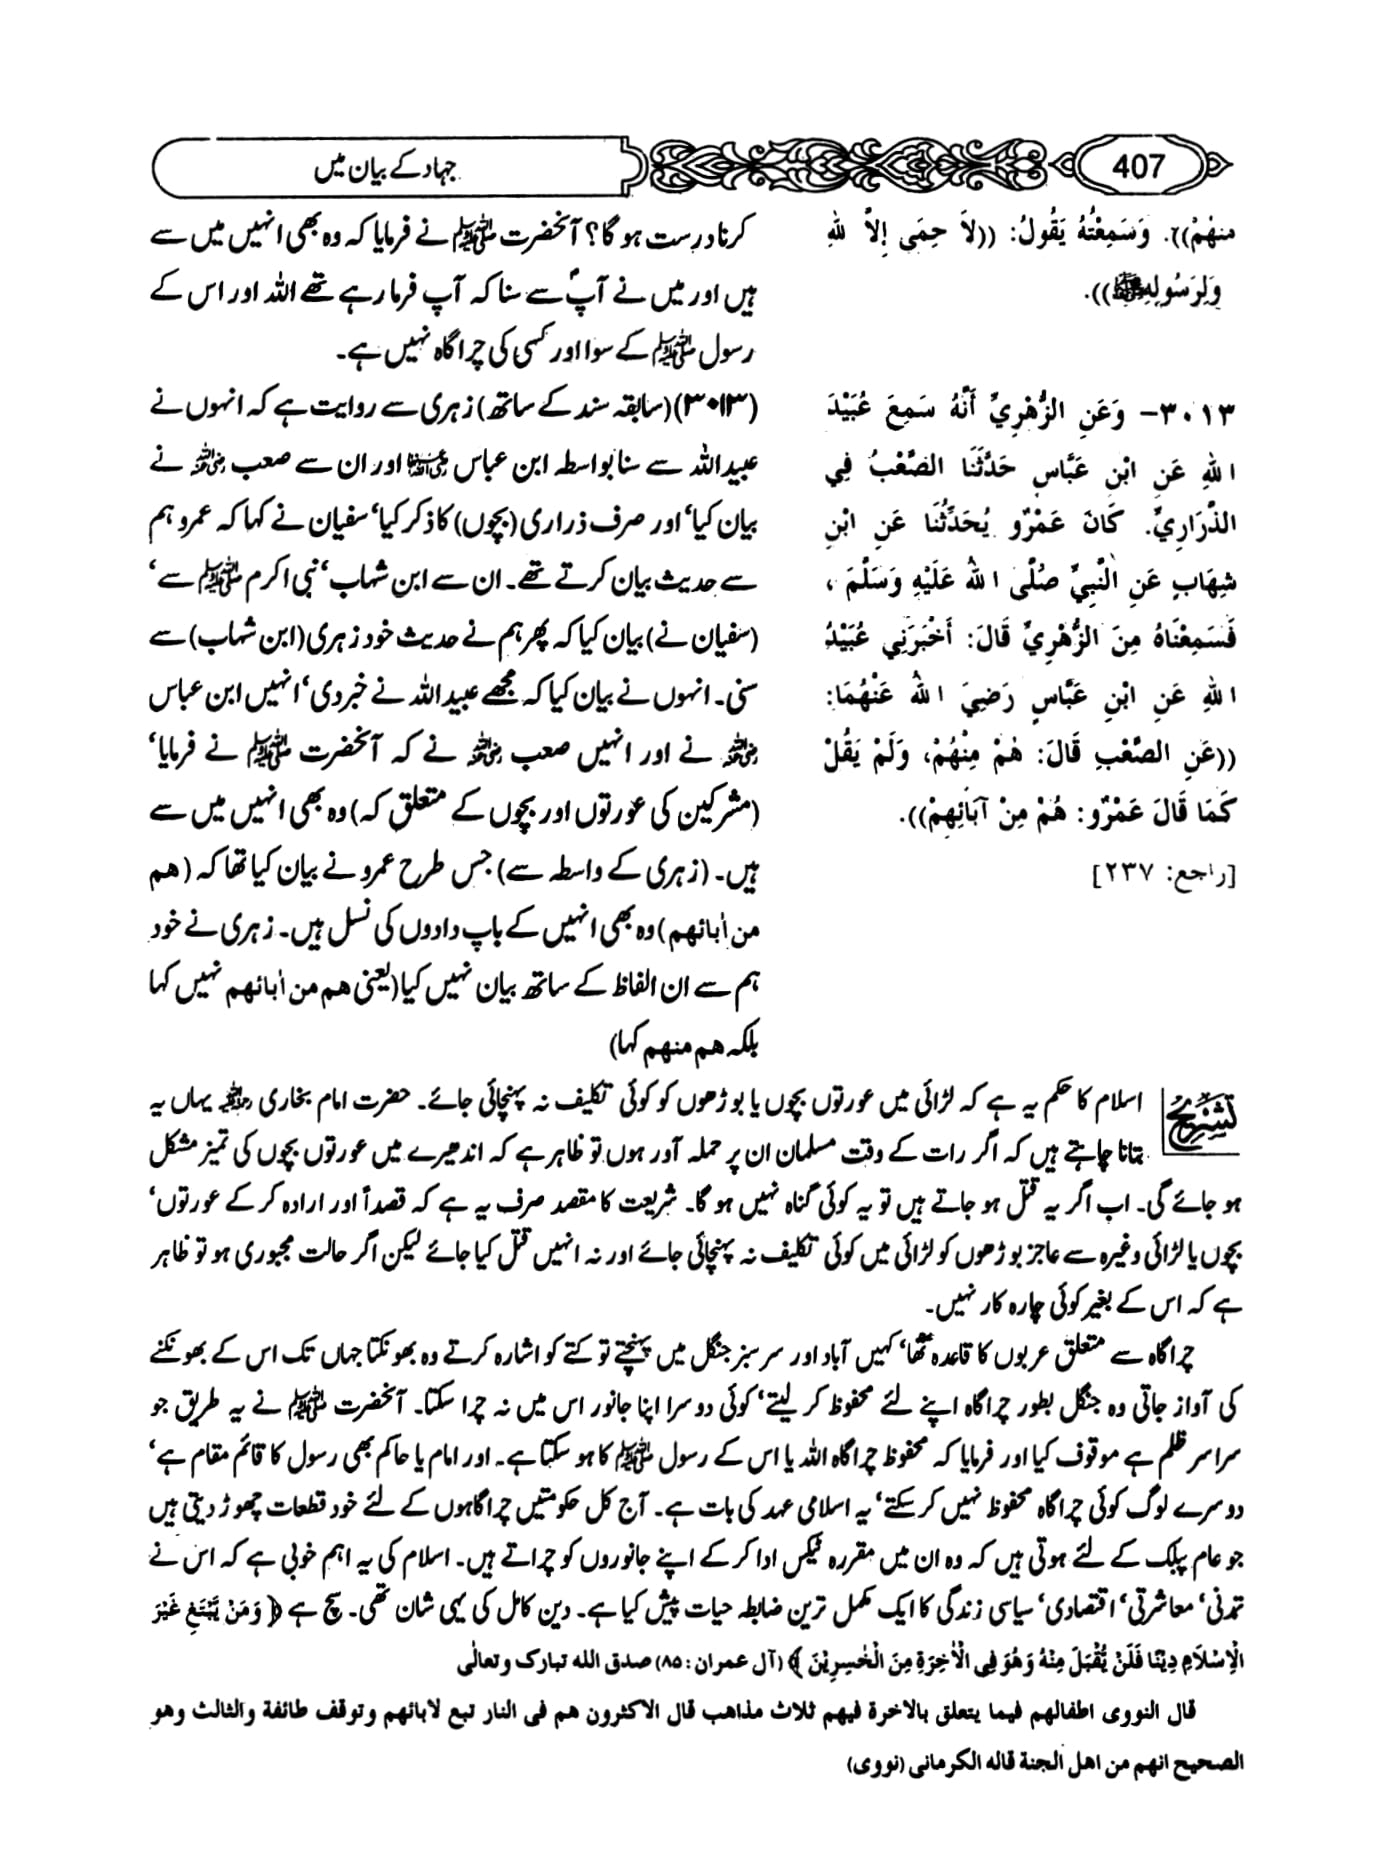 407
جہاد کے بیان میں
منهُمْ)). وَسَمِعْتُهُ يَقُولُ: ((لاَ حِمَى إِلاَّ للهِ
وَلِرَسُولِهِ ﷺ)).
٣٠١٣- وَعَنِ الزُّهْرِيِّ أَنَّهُ سَمِعَ عُبَيْدَ
اللهِ عَنِ ابْنِ عَبَّاسٍ حَدَّثَنَا الصَّعْبُ فِي
الذَّرَارِيِّ. كَانَ عَمْرٌو يُحَدِّثُنَا عَنِ ابْنِ
شِهَابٍ عَنِ النَّبِيِّ صَلَّى اللهُ عَلَيْهِ وَسَلَّمَ ،
فَسَمِعْنَاهُ مِنَ الزُّهْرِيِّ قَالَ: أَخْبَرَنِي عُبَيْدُ
اللهِ عَنِ ابْنِ عَبَّاسٍ رَضِيَ اللهُ عَنْهُمَا:
((عَنِ الصَّعْبِ قَالَ: هُمْ مِنْهُمْ، وَلَمْ يَقُلْ
كَمَا قَالَ عَمْرٌو: هُمْ مِنْ آبَائِهِمْ)).
[راجع: ٢٣٧]
کرنا درست ہو گا؟ آنحضرت ﷺ نے فرمایا کہ وہ بھی انہیں میں سے
ہیں اور میں نے آپؐ سے سنا کہ آپ فرما رہے تھے اللہ اور اس کے
رسول ﷺ کے سوا اور کسی کی چراگاہ نہیں ہے۔
(۳۰۱۳) (سابقہ سند کے ساتھ) زہری سے روایت ہے کہ انہوں نے
عبیداللہ سے سنا بواسطہ ابن عباس رضی اللہ عنہما اور ان سے صعب رضی اللہ عنہ نے
بیان کیا‘ اور صرف ذراری (بچوں) کا ذکر کیا‘ سفیان نے کہا کہ عمرو ہم
سے حدیث بیان کرتے تھے۔ ان سے ابن شہاب‘ نبی اکرم ﷺ سے‘
(سفیان نے) بیان کیا کہ پھر ہم نے حدیث خود زہری (ابن شہاب) سے
سنی۔ انہوں نے بیان کیا کہ مجھے عبیداللہ نے خبر دی‘ انہیں ابن عباس
رضی اللہ عنہ نے اور انہیں صعب رضی اللہ عنہ نے کہ آنحضرت ﷺ نے فرمایا‘
(مشرکین کی عورتوں اور بچوں کے متعلق کہ) وہ بھی انہیں میں سے
ہیں۔ (زہری کے واسطہ سے) جس طرح عمرو نے بیان کیا تھا کہ (ھم
من اٰبائھم) وہ بھی انہیں کے باپ دادوں کی نسل ہیں۔ زہری نے خود
ہم سے ان الفاظ کے ساتھ بیان نہیں کیا (یعنی ھم من اٰبائھم نہیں کہا
بلکہ ھم منھم کہا)
تشریح اسلام کا حکم یہ ہے کہ لڑائی میں عورتوں بچوں یا بوڑھوں کو کوئی تکلیف نہ پہنچائی جائے۔ حضرت امام بخاری رحمہ اللہ یہاں یہ
بتانا چاہتے ہیں کہ اگر رات کے وقت مسلمان ان پر حملہ آور ہوں تو ظاہر ہے کہ اندھیرے میں عورتوں بچوں کی تمیز مشکل
ہو جائے گی۔ اب اگر یہ قتل ہو جاتے ہیں تو یہ کوئی گناہ نہیں ہو گا۔ شریعت کا مقصد صرف یہ ہے کہ قصداً اور ارادہ کر کے عورتوں‘
بچوں یا لڑائی وغیرہ سے عاجز بوڑھوں کو لڑائی میں کوئی تکلیف نہ پہنچائی جائے اور نہ انہیں قتل کیا جائے لیکن اگر حالت مجبوری ہو تو ظاہر
ہے کہ اس کے بغیر کوئی چارہ کار نہیں۔
چراگاہ سے متعلق عربوں کا قاعدہ تھا‘ کہیں آباد اور سرسبز جنگل میں پہنچتے تو کتے کو اشارہ کرتے وہ بھونکتا جہاں تک اس کے بھونکنے
کی آواز جاتی وہ جنگل بطور چراگاہ اپنے لئے محفوظ کر لیتے‘ کوئی دوسرا اپنا جانور اس میں نہ چرا سکتا۔ آنحضرت ﷺ نے یہ طریق جو
سراسر ظلم ہے موقوف کیا اور فرمایا کہ محفوظ چراگاہ اللہ یا اس کے رسول ﷺ کا ہو سکتا ہے۔ اور امام یا حاکم بھی رسول کا قائم مقام ہے‘
دوسرے لوگ کوئی چراگاہ محفوظ نہیں کر سکتے‘ یہ اسلامی عہد کی بات ہے۔ آج کل حکومتیں چراگاہوں کے لئے خود قطعات چھوڑ دیتی ہیں
جو عام پبلک کے لئے ہوتی ہیں کہ وہ ان میں مقررہ ٹیکس ادا کر کے اپنے جانوروں کو چراتے ہیں۔ اسلام کی یہ اہم خوبی ہے کہ اس نے
تمدنی‘ معاشرتی‘ اقتصادی‘ سیاسی زندگی کا ایک مکمل ترین ضابطہ حیات پیش کیا ہے۔ دین کامل کی یہی شان تھی۔ سچ ہے ﴿ وَمَنْ يَّبْتَغِ غَيْرَ
الْاِسْلَامِ دِيْنًا فَلَنْ يُّقْبَلَ مِنْهُ وَهُوَ فِى الْاٰخِرَةِ مِنَ الْخٰسِرِيْنَ ﴾ (آل عمران : ۸۵) صدق الله تبارک وتعالٰی
قال النووی اطفالهم فیما یتعلق بالاخرة فیهم ثلاث مذاهب قال الاکثرون هم فی النار تبع لابائهم وتوقف طائفة والثالث وهو
الصحیح انهم من اهل الجنة قاله الکرمانی (نووی)